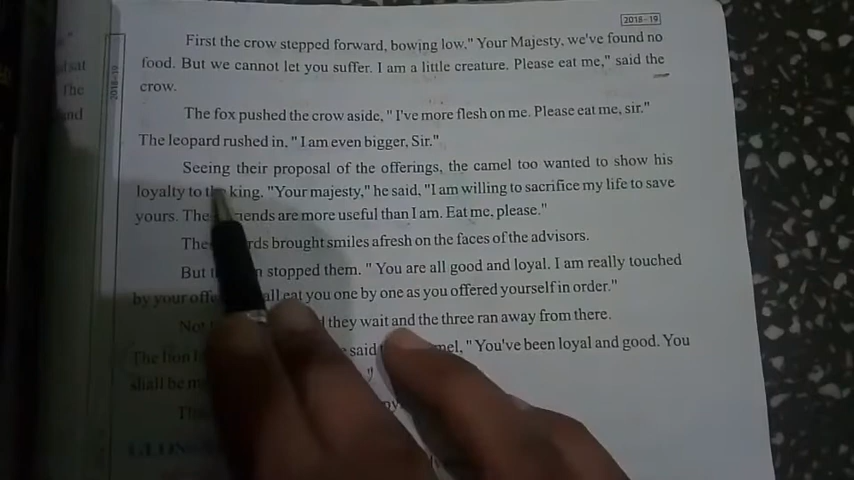 2018-19
First the crow stepped forward, bowing low." Your Majesty, we've found no
food. But we cannot let you suffer. I am a little creature. Please eat me," said the
crow.
The fox pushed the crow aside, " I've more flesh on me. Please eat me, sir."
The leopard rushed in, " I am even bigger, Sir."
Seeing their proposal of the offerings, the camel too wanted to show his
loyalty to the king. "Your majesty," he said, "I am willing to sacrifice my life to save
yours. The are more useful than I am. Eat me, please."
brought smiles afresh on the faces of the advisors.
But stopped them. " You are all good and loyal. I am really touched
by your eat you one by one as you offered yourself in order."
they wait and the three ran away from there.
The lion said " You've been loyal and good. You
shall be
2018-19
The
and